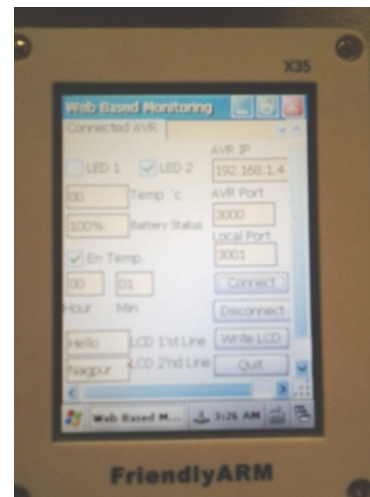 X35
Web Based Monitoring
Connected AVR
AVR IP
LED 1 LED 2 192.168.1.4
00 Temp `c AVR Port
3000
100% Battery Status
Local Port
3001
En Temp.
00 01 Connect
Hour Min Disconnect
Hello LCD 1'st Line Write LCD
Nagpur LCD 2'nd Line Quit
Web Based M... 3:26 AM
FriendlyARM